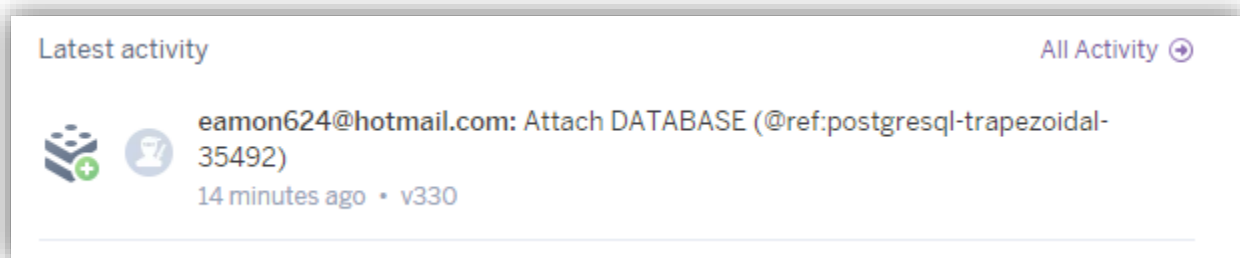 Latest activity
All Activity
eamon624@hotmail.com: Attach DATABASE (@ref:postgresql-trapezoidal-
35492)
14 minutes ago • v330